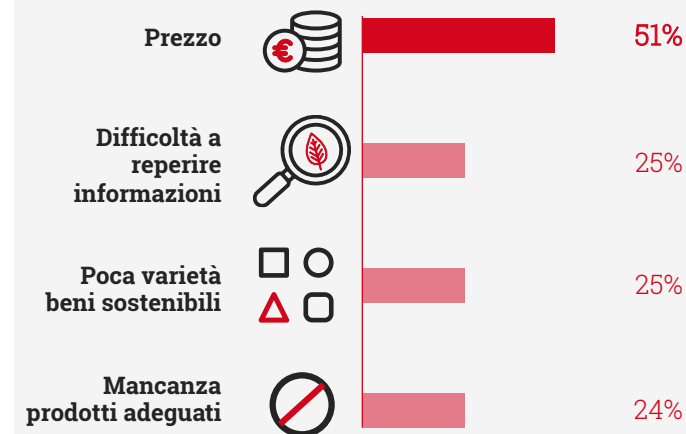 Prezzo
€
51%
Difficoltà a
reperire
informazioni
25%
Poca varietà
beni sostenibili
25%
Mancanza
prodotti adeguati
24%